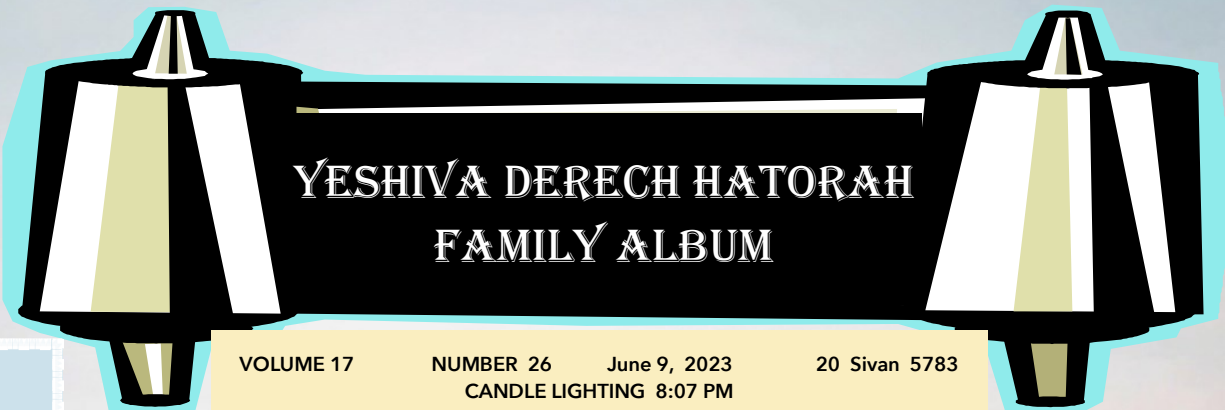 YESHIVA DERECH HATORAH
FAMILY ALBUM
VOLUME 17 NUMBER 26 June 9, 2023 20 Sivan 5783
CANDLE LIGHTING 8:07 PM